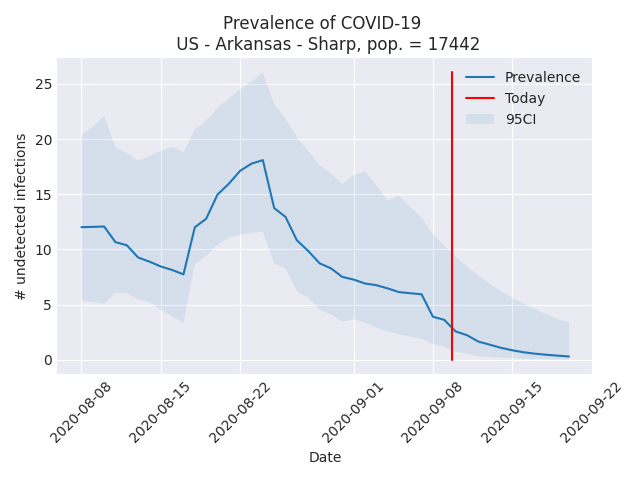 Prevalence of COVID-19
US - Arkansas - Sharp, pop. = 17442
Prevalence
Today
95CI
# undetected infections
25
20
15
10
5
0
2020-08-08
2020-08-15
2020-08-22
2020-09-01
2020-09-08
2020-09-15
2020-09-22
Date